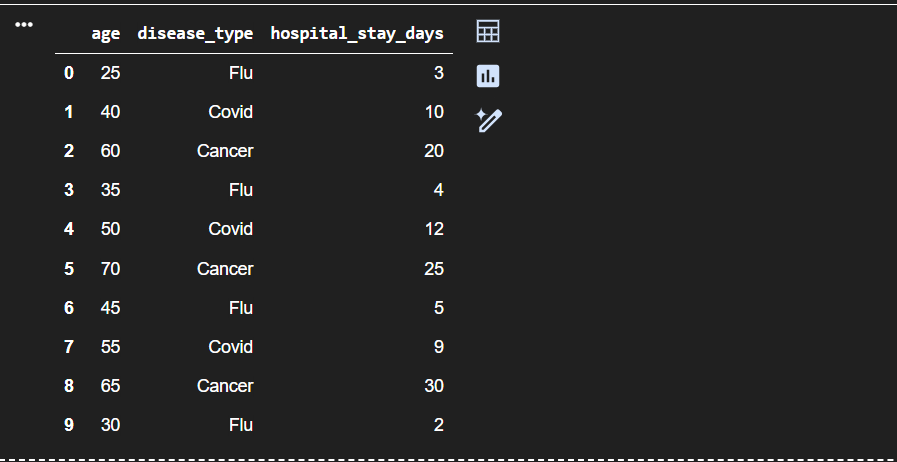 age disease_type hospital_stay_days
0 25 Flu 3
1 40 Covid 10
2 60 Cancer 20
3 35 Flu 4
4 50 Covid 12
5 70 Cancer 25
6 45 Flu 5
7 55 Covid 9
8 65 Cancer 30
9 30 Flu 2